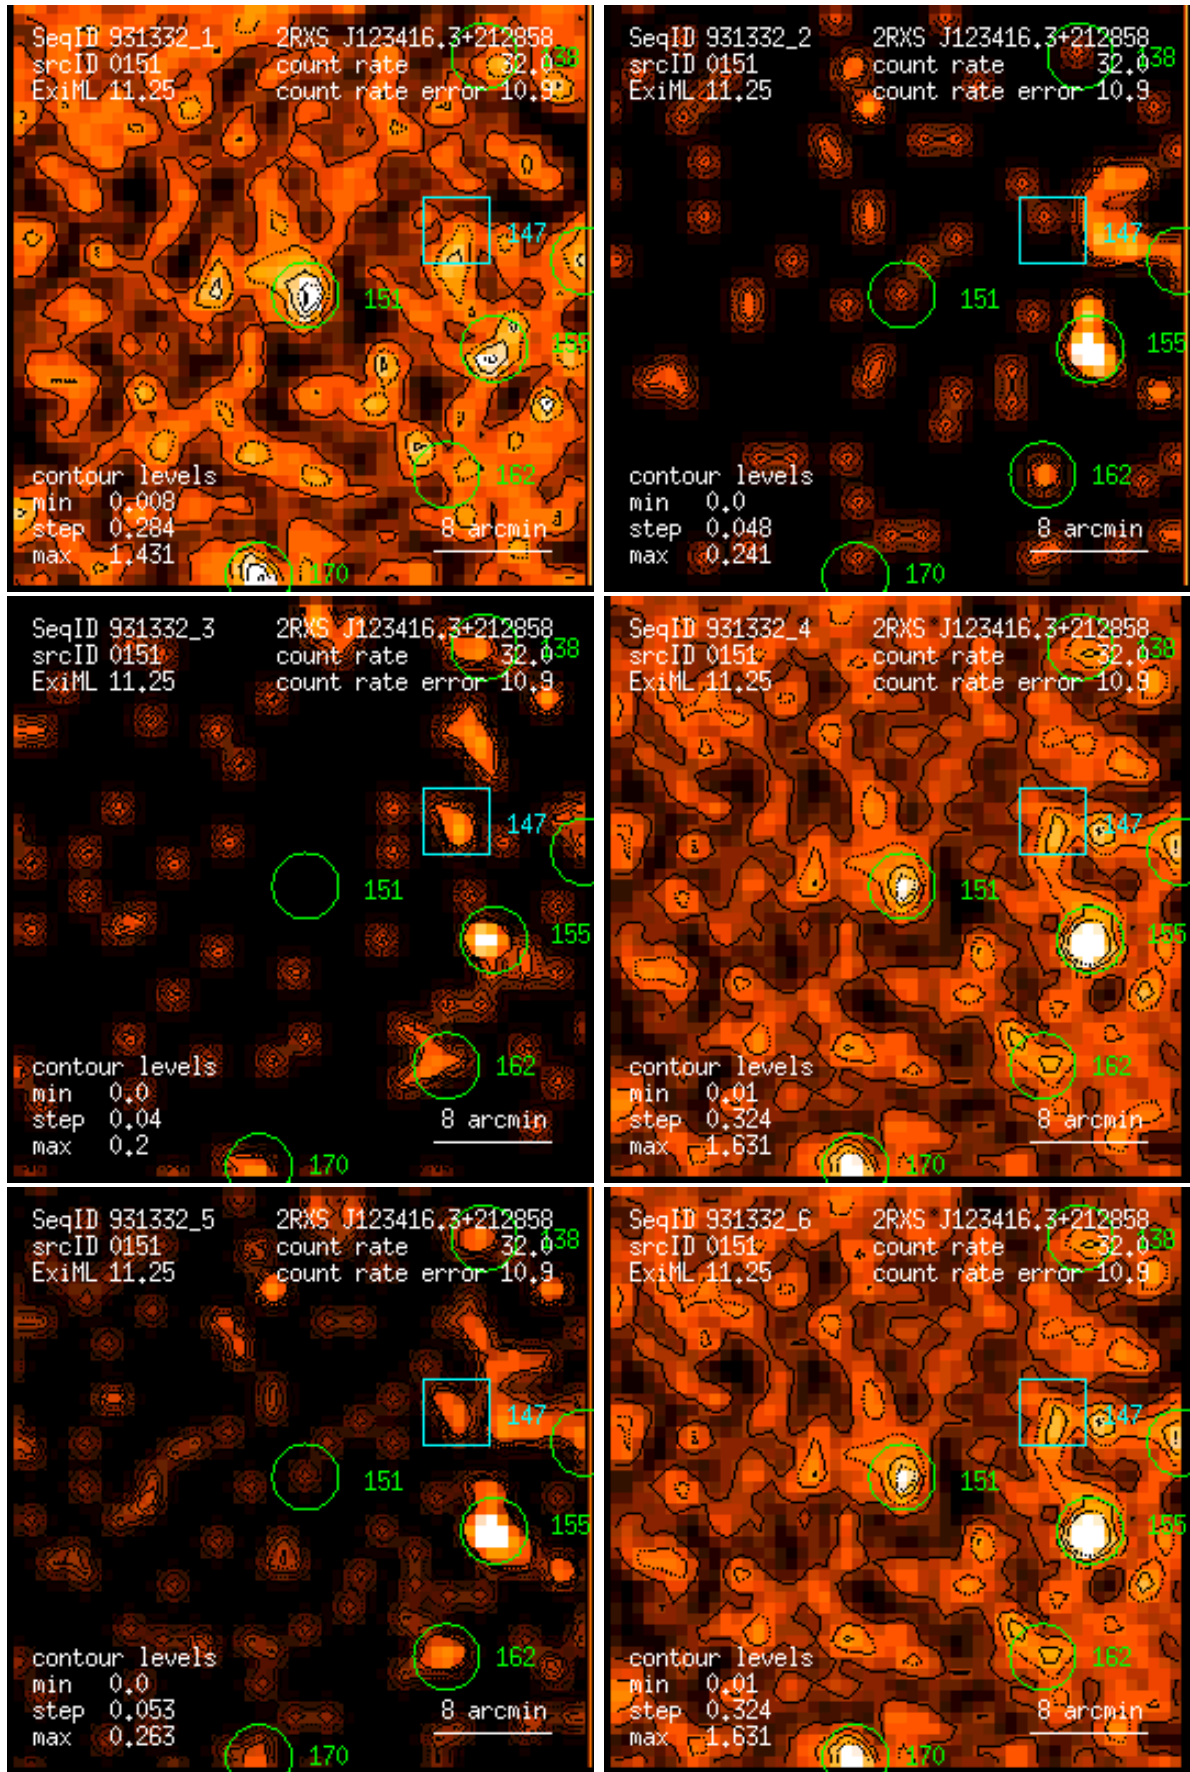 SeqID 931332_1 2RXS J123416.3+212858
srcID 0151 count rate 32.0 138
ExiML 11.25 count rate error 10.9
147
151
155
162
contour levels
min 0.008
step 0.284 8 arcmin
max 1.431
170
SeqID 931332_2 2RXS J123416.3+212858
srcID 0151 count rate 32.0 138
ExiML 11.25 count rate error 10.9
147
151
155
162
contour levels
min 0.0
step 0.048 8 arcmin
max 0.241
170
SeqID 931332_3 2RXS J123416.3+212858
srcID 0151 count rate 32.0 138
ExiML 11.25 count rate error 10.9
147
151
155
162
contour levels
min 0.0
step 0.04 8 arcmin
max 0.2
170
SeqID 931332_4 2RXS J123416.3+212858
srcID 0151 count rate 32.0 138
ExiML 11.25 count rate error 10.9
147
151
155
162
contour levels
min 0.01
step 0.324 8 arcmin
max 1.631
170
SeqID 931332_5 2RXS J123416.3+212858
srcID 0151 count rate 32.0 138
ExiML 11.25 count rate error 10.9
147
151
155
162
contour levels
min 0.0
step 0.053 8 arcmin
max 0.263
170
SeqID 931332_6 2RXS J123416.3+212858
srcID 0151 count rate 32.0 138
ExiML 11.25 count rate error 10.9
147
151
155
162
contour levels
min 0.01
step 0.324 8 arcmin
max 1.631
170